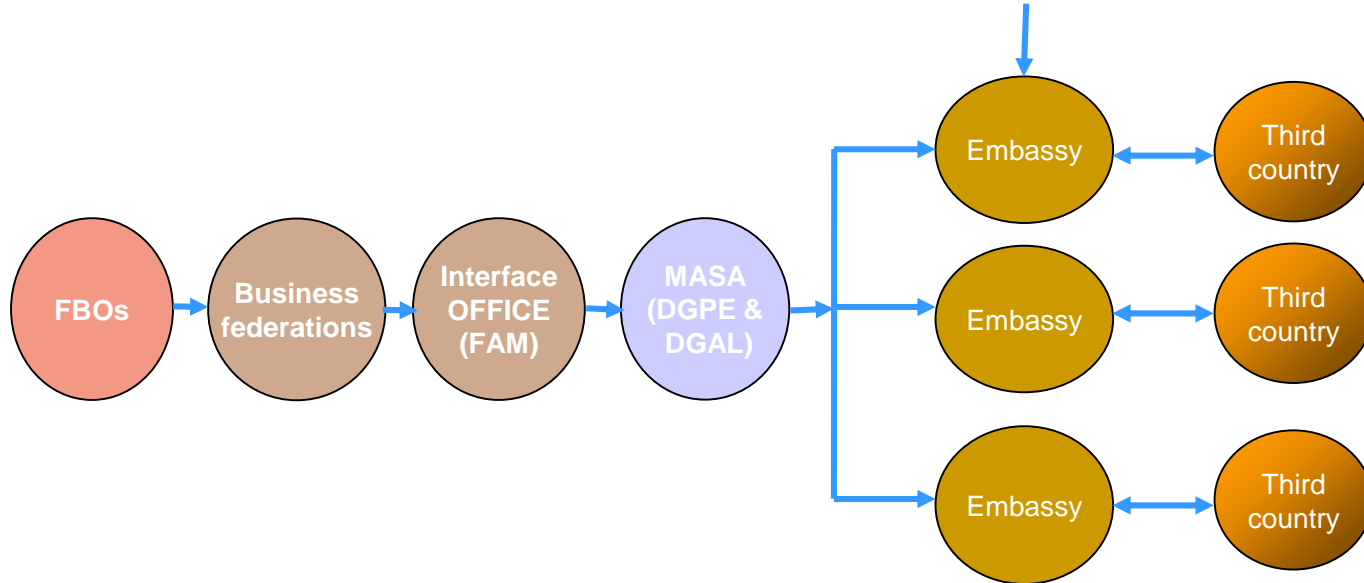 FBOs
Business
federations
Interface
OFFICE
(FAM)
MASA
(DGPE &
DGAL)
Embassy
Third
country
Embassy
Third
country
Embassy
Third
country